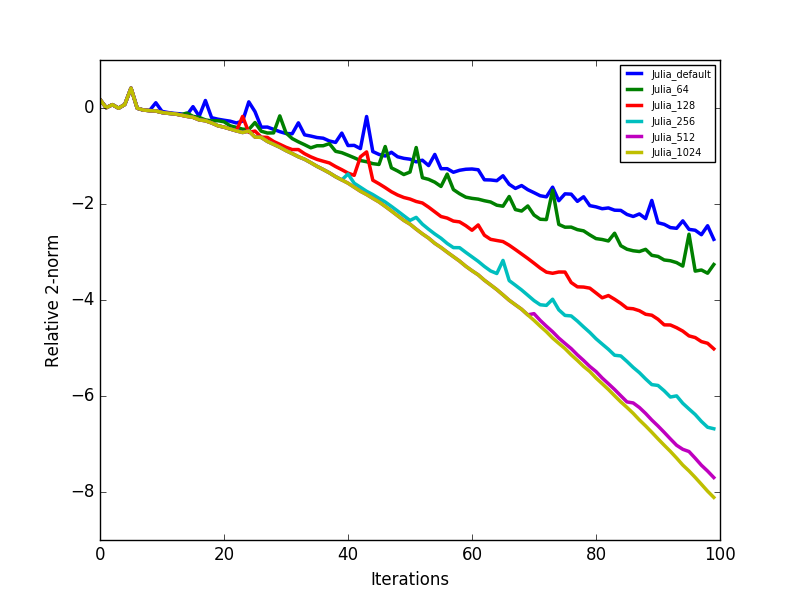 Julia_default
Julia_64
Julia_128
Julia_256
Julia_512
Julia_1024
0
−2
−4
−6
−8
Relative 2-norm
0 20 40 60 80 100
Iterations